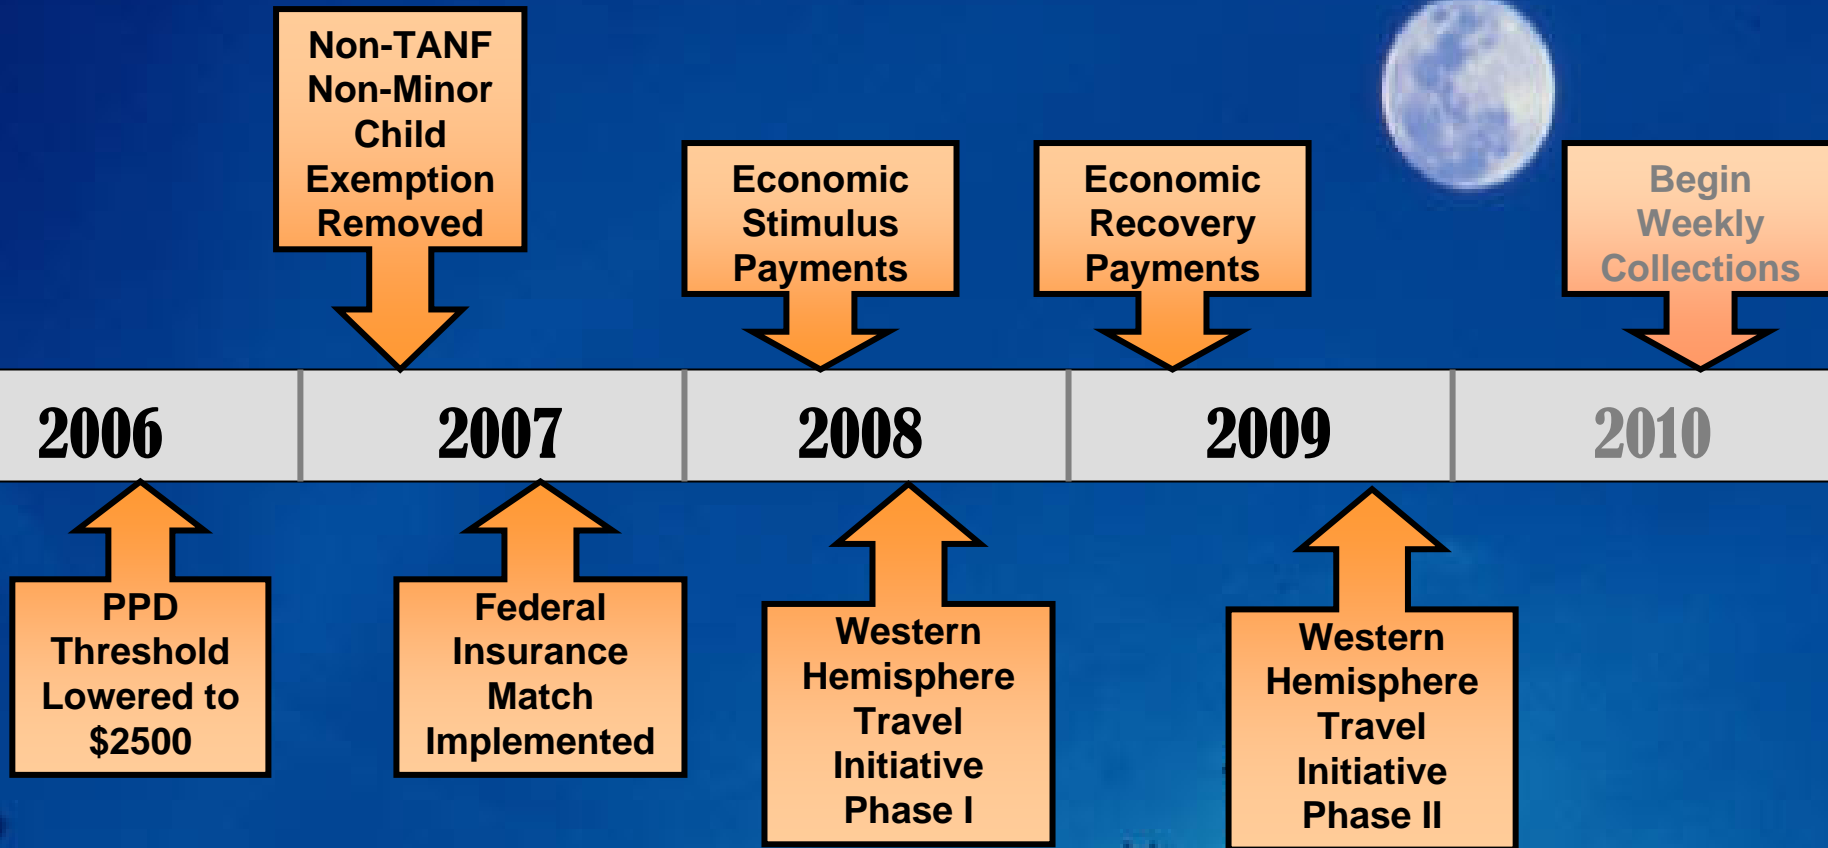 Non-TANF
Non-Minor
Child
Exemption
Removed
Economic
Stimulus
Payments
Economic
Recovery
Payments
Begin
Weekly
Collections
2006
2007
2008
2009
2010
PPD
Threshold
Lowered to
$2500
Federal
Insurance
Match
Implemented
Western
Hemisphere
Travel
Initiative
Phase I
Western
Hemisphere
Travel
Initiative
Phase II